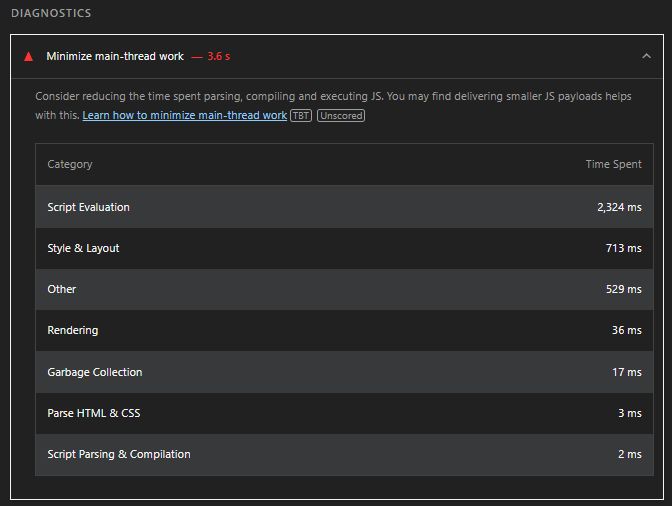 DIAGNOSTICS
Minimize main-thread work — 3.6 s
Consider reducing the time spent parsing, compiling and executing JS. You may find delivering smaller JS payloads helps
with this. Learn how to minimize main-thread work TBT Unscored
Category Time Spent
Script Evaluation 2,324 ms
Style & Layout 713 ms
Other 529 ms
Rendering 36 ms
Garbage Collection 17 ms
Parse HTML & CSS 3 ms
Script Parsing & Compilation 2 ms